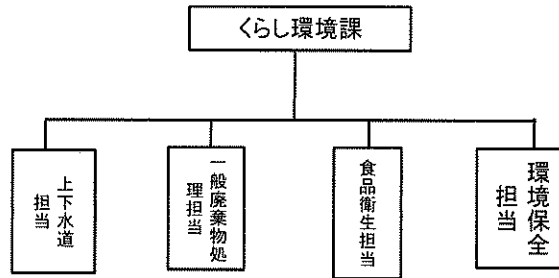 くらし環境課
上下水道
担当
一般廃棄物処
理担当
食品衛生担当
環境保全
担当